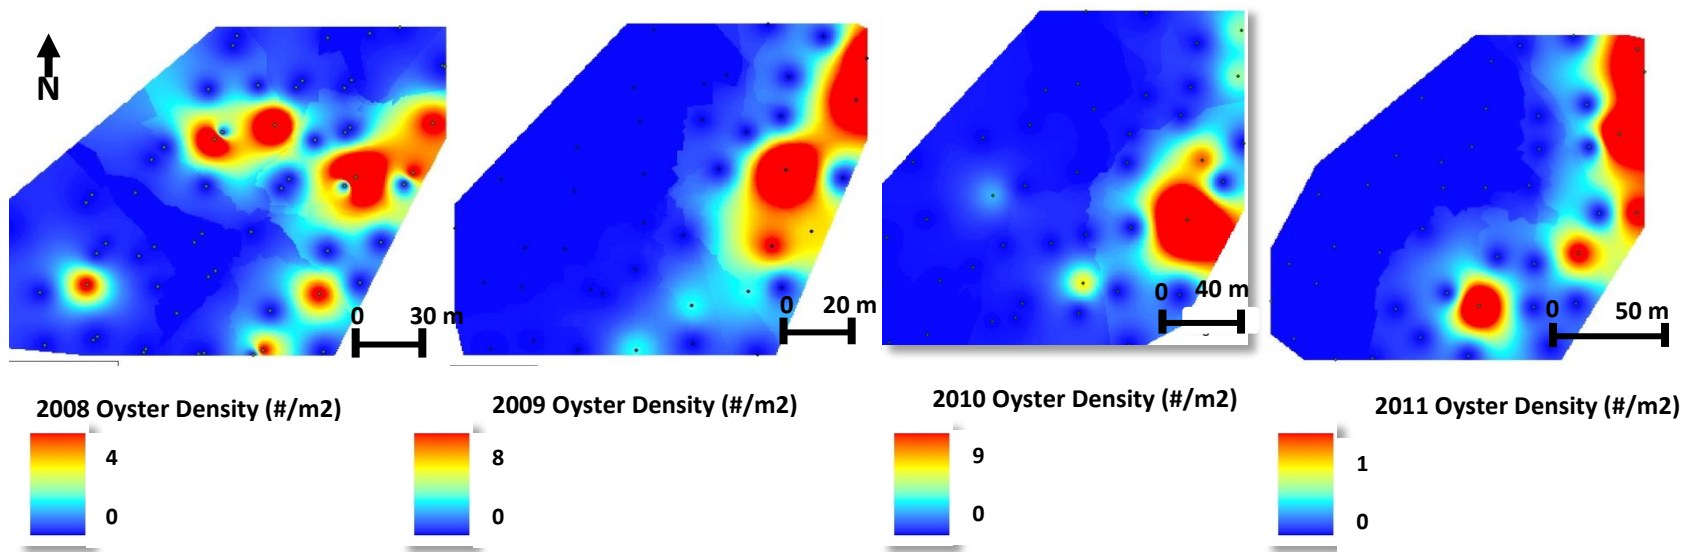 N
0 30 m
0 20 m
0 40 m
0 50 m
2008 Oyster Density (#/m2)
4
0
2009 Oyster Density (#/m2)
8
0
2010 Oyster Density (#/m2)
9
0
2011 Oyster Density (#/m2)
1
0